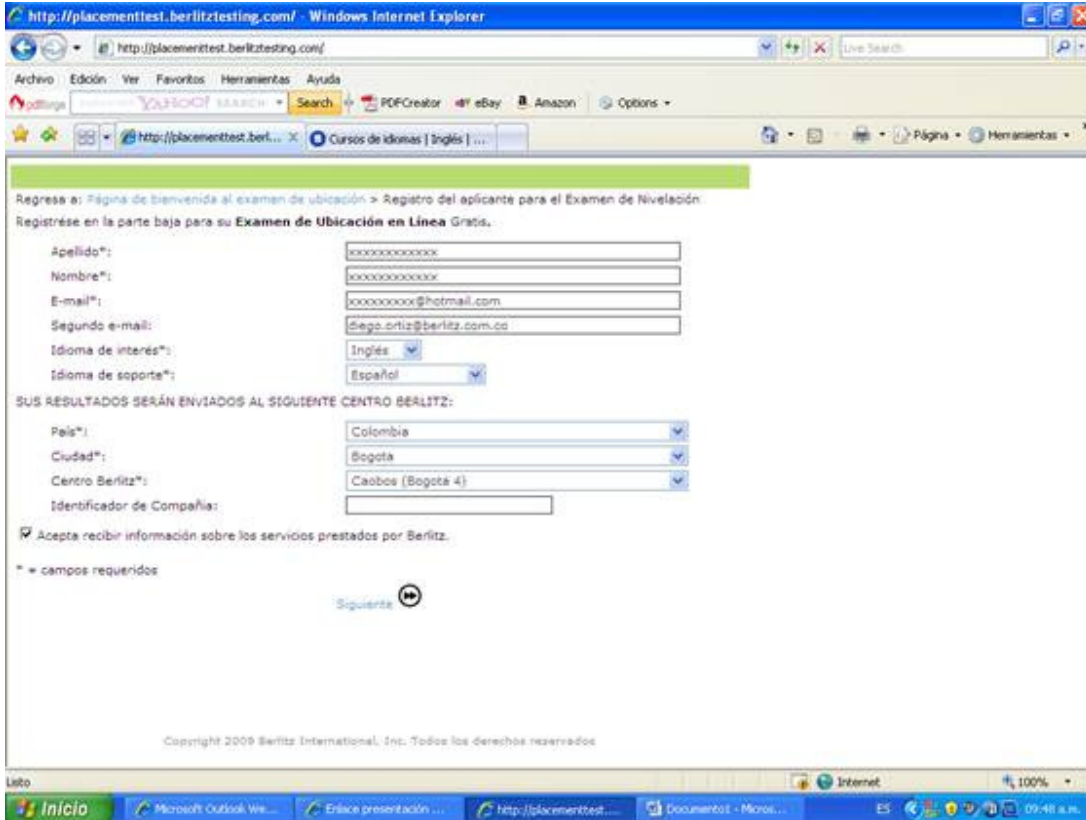 http://placementtest.berlitztesting.com/ - Windows Internet Explorer
http://placementtest.berlitztesting.com/ Live Search
Archivo Edición Ver Favoritos Herramientas Ayuda
YAHOO! SEARCH Search PDFCreator eBay Amazon Options
http://placementtest.berl... X Cursos de idiomas | Inglés | ... Página Herramientas
Regresa a: Página de bienvenida al examen de ubicación > Registro del aplicante para el Examen de Nivelación
Regístrese en la parte baja para su Examen de Ubicación en Línea Gratis.
Apellido*: xxxxxxxxxxxx
Nombre*: xxxxxxxxxxxx
E-mail*: xxxxxxxxx@hotmail.com
Segundo e-mail: diego.ortiz@berlitz.com.co
Idioma de interés*: Inglés
Idioma de soporte*: Español
SUS RESULTADOS SERÁN ENVIADOS AL SIGUIENTE CENTRO BERLITZ:
País*: Colombia
Ciudad*: Bogota
Centro Berlitz*: Caobos (Bogotá 4)
Identificador de Compañia:
Acepta recibir información sobre los servicios prestados por Berlitz.
* = campos requeridos
Siguiente
Copyright 2009 Berlitz International, Inc. Todos los derechos reservados
Listo Internet 100%
Inicio Microsoft Outlook We... Enlace presentación ... http://placementtest.... Documento1 - Micros... ES 09:48 a.m.